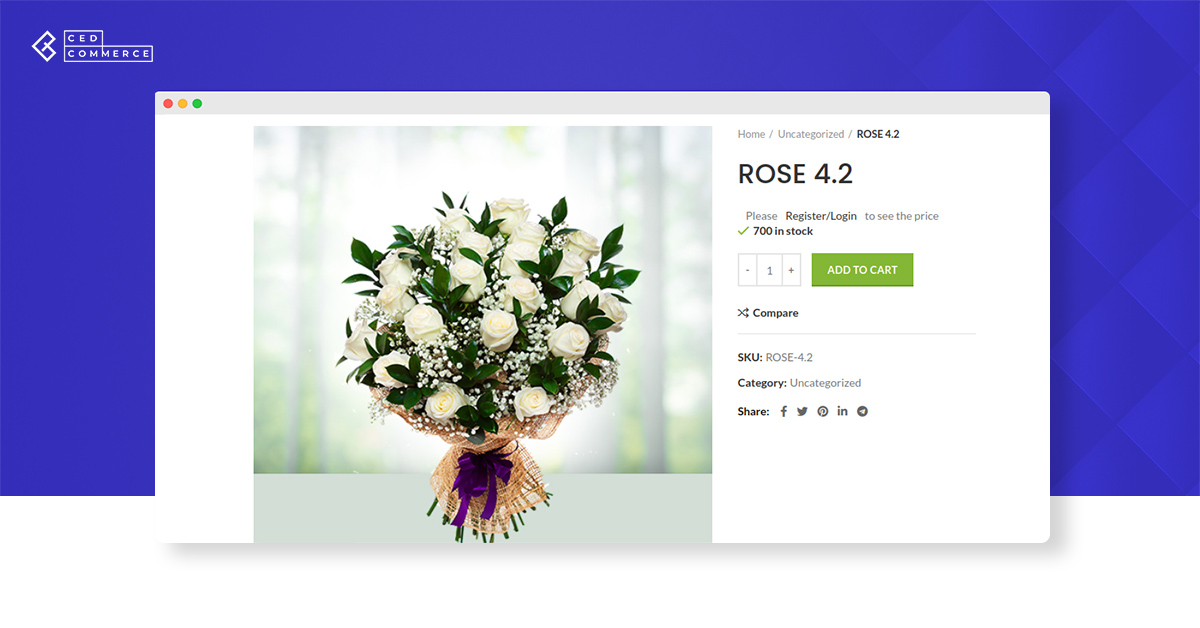 CED
COMMERCE
Home / Uncategorized / ROSE 4.2
ROSE 4.2
Please Register/Login to see the price
700 in stock
- 1 + ADD TO CART
Compare
SKU: ROSE-4.2
Category: Uncategorized
Share: